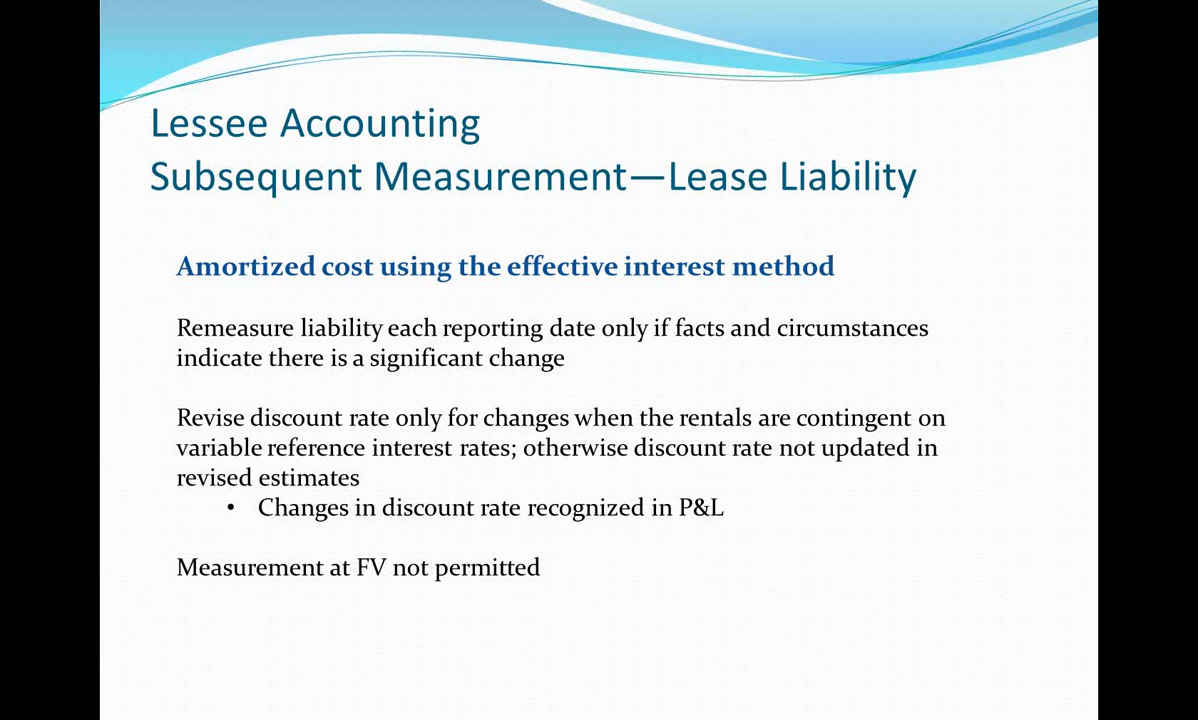 Lessee Accounting
Subsequent Measurement—Lease Liability
Amortized cost using the effective interest method
Remeasure liability each reporting date only if facts and circumstances
indicate there is a significant change
Revise discount rate only for changes when the rentals are contingent on
variable reference interest rates; otherwise discount rate not updated in
revised estimates
• Changes in discount rate recognized in P&L
Measurement at FV not permitted